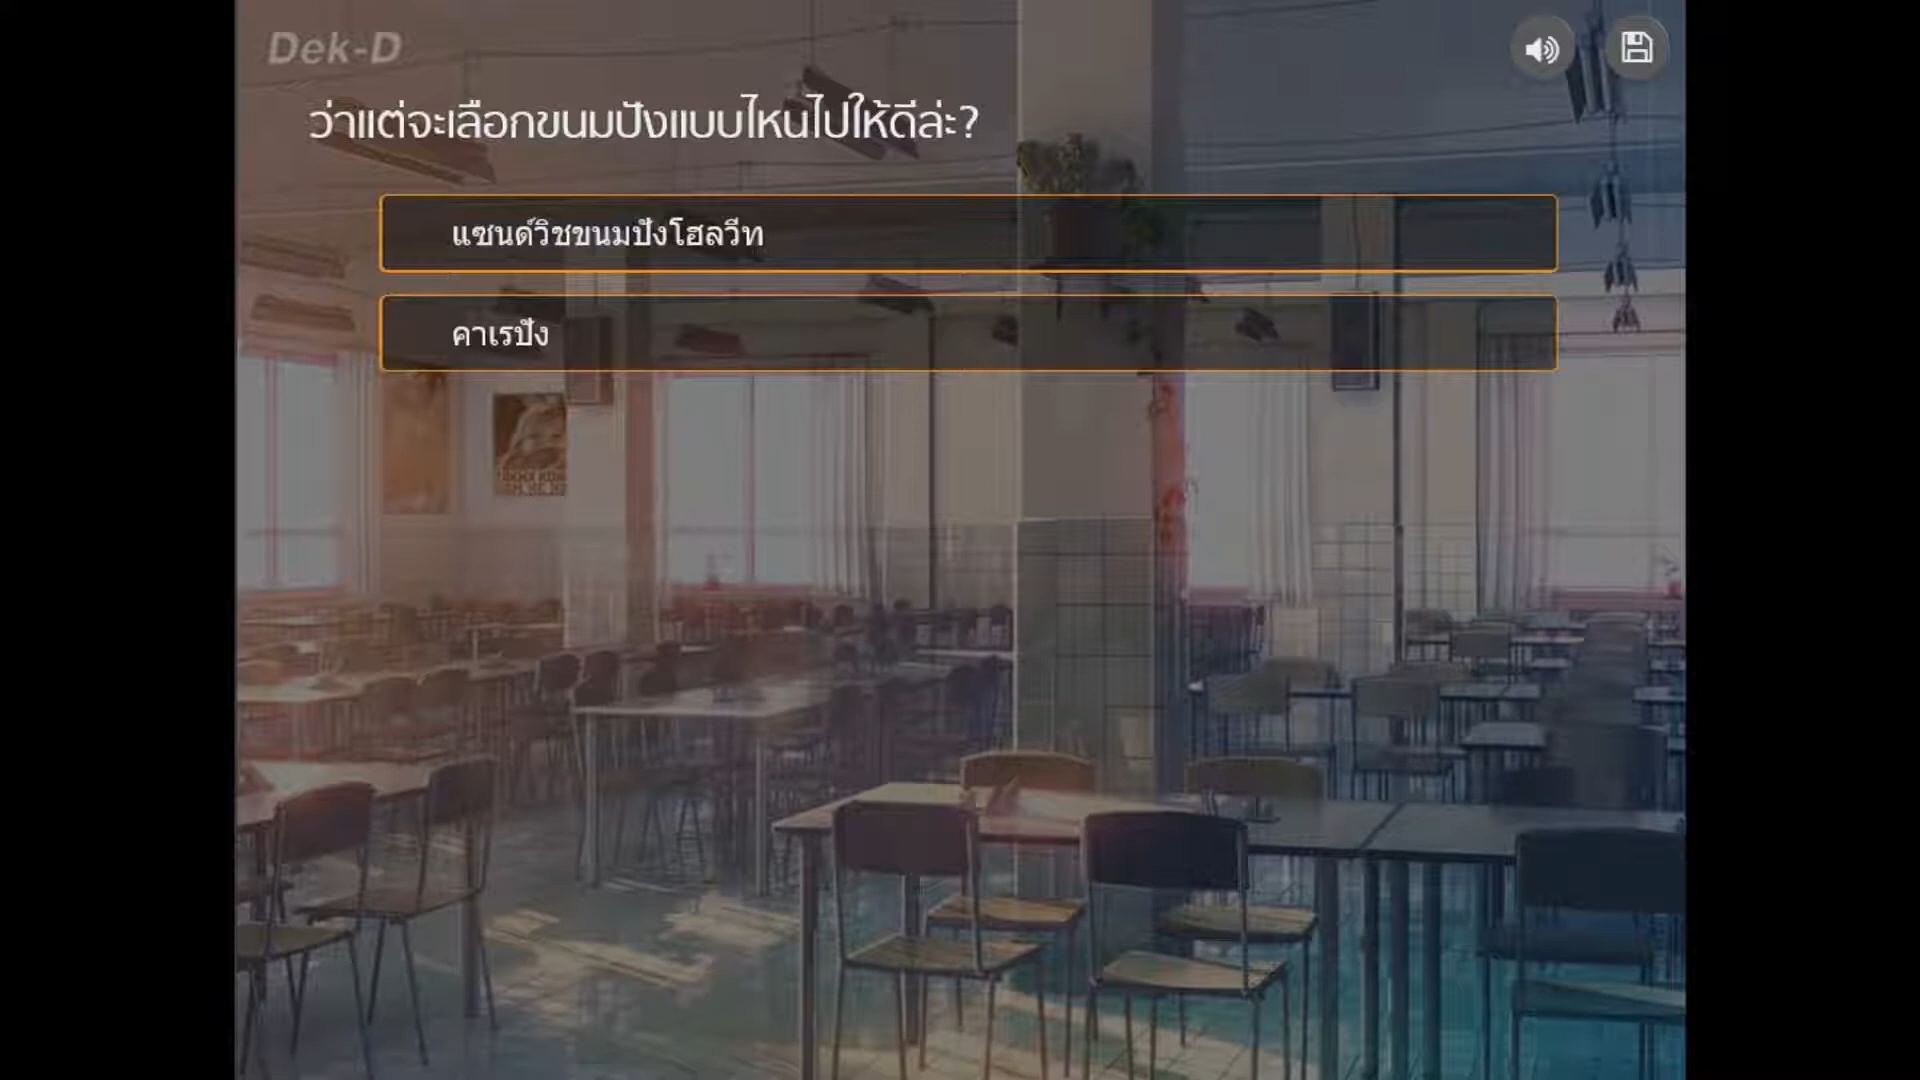 Dek-D
ว่าแต่จะเลือกขนมปังแบบไหนไปให้ดีล่ะ?
แซนด์วิชขนมปังโฮลวีท
คาเรปัง